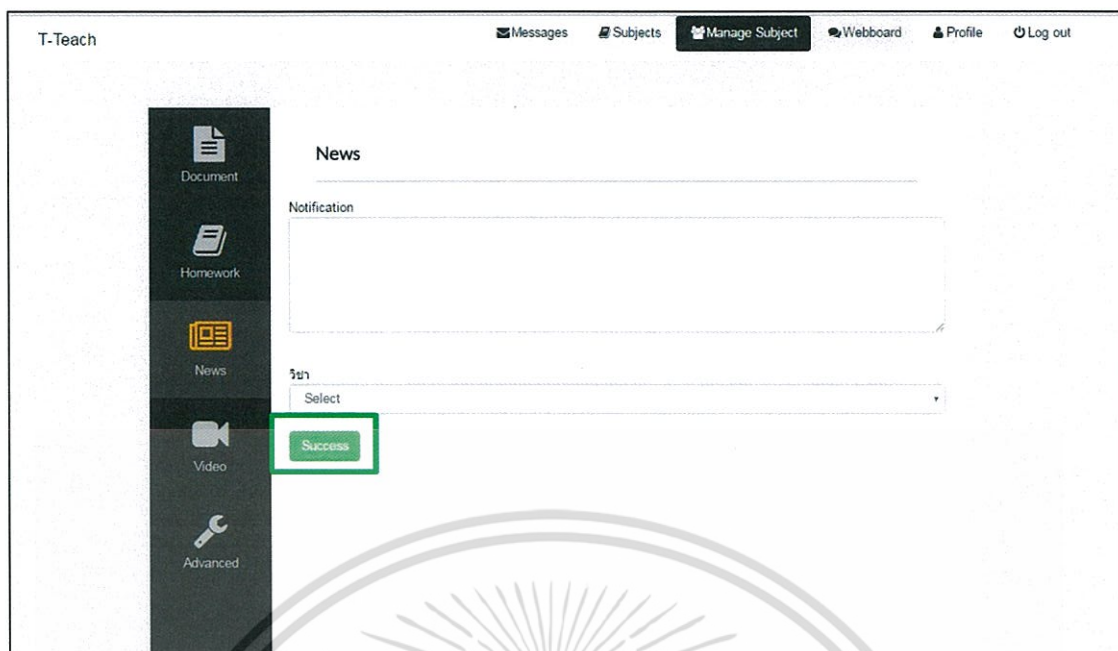 T-Teach
Messages Subjects Manage Subject Webboard Profile Log out
Document
News
Notification
Homework
News
วิชา
Select
Success
Video
Advanced